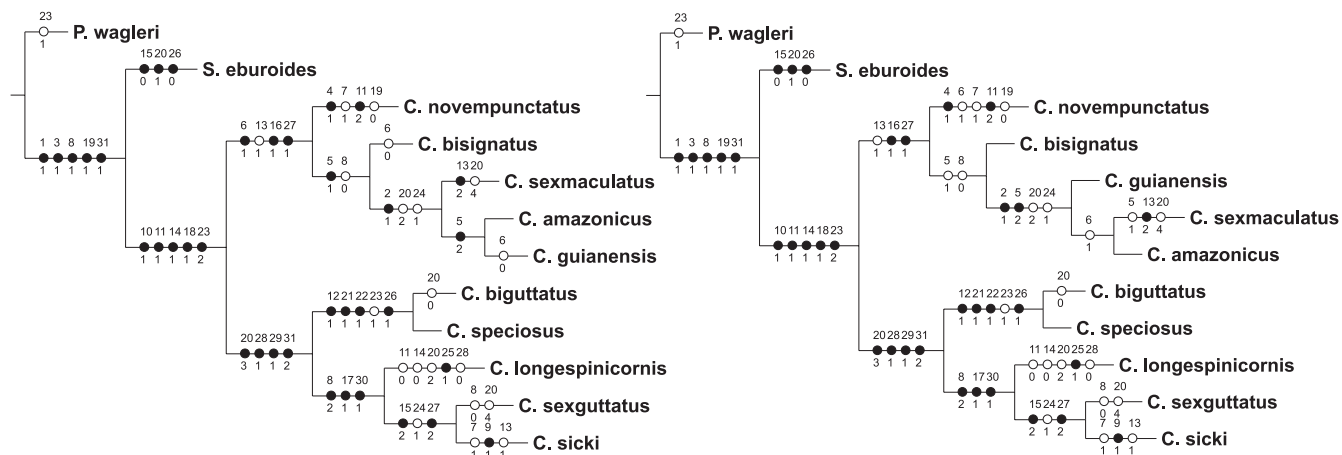 23
P. wagleri
1
15 20 26
S. eburoides
0 1 0
4 7 11 19
C. novempunctatus
1 1 2 0
6 13 16 27
1 1 1 1
6
C. bisignatus
0
5 8
1 0
13 20
C. sexmaculatus
2 4
2 20 24
1 2 1
C. amazonicus
5
2
6
C. guianensis
0
1 3 8 19 31
1 1 1 1 1
10 11 14 18 23
1 1 1 1 2
20
C. biguttatus
0
12 21 22 23 26
1 1 1 1 1
C. speciosus
20 28 29 31
3 1 1 2
11 14 20 25 28
C. longespinicornis
0 0 2 1 0
8 17 30
2 1 1
8 20
C. sexguttatus
0 4
15 24 27
2 1 2
7 9 13
C. sicki
1 1 1
23
P. wagleri
1
15 20 26
S. eburoides
0 1 0
4 6 7 11 19
C. novempunctatus
1 1 1 2 0
13 16 27
1 1 1
C. bisignatus
5 8
1 0
C. guianensis
2 5 20 24
1 2 2 1
5 13 20
C. sexmaculatus
1 2 4
6
1
C. amazonicus
1 3 8 19 31
1 1 1 1 1
10 11 14 18 23
1 1 1 1 2
20
C. biguttatus
0
12 21 22 23 26
1 1 1 1 1
C. speciosus
20 28 29 31
3 1 1 2
11 14 20 25 28
C. longespinicornis
0 0 2 1 0
8 17 30
2 1 1
8 20
C. sexguttatus
0 4
15 24 27
2 1 2
7 9 13
C. sicki
1 1 1